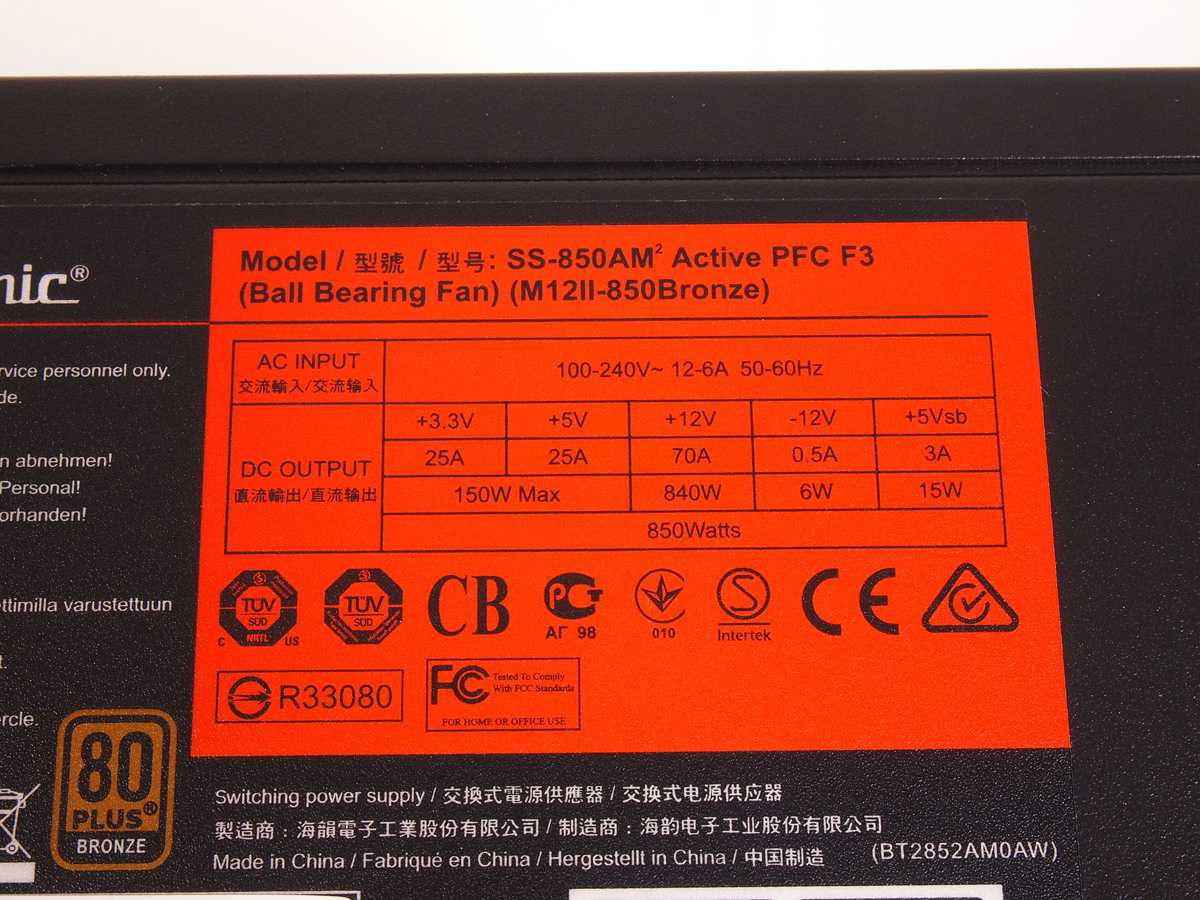 nic®
Model / 型號 / 型号: SS-850AM² Active PFC F3
(Ball Bearing Fan) (M12II-850Bronze)
rvice personnel only.
de.
n abnehmen!
Personal!
orhanden!
ttimilla varustettuun
t.
ercle.
AC INPUT
交流輸入/交流输入
100-240V~ 12-6A 50-60Hz
+3.3V +5V +12V -12V +5Vsb
DC OUTPUT
直流輸出/直流输出
25A 25A 70A 0.5A 3A
150W Max 840W 6W 15W
850Watts
TÜV
SÜD
C NRTL US
TÜV
SÜD
CB
РСТ
АГ 98
010
S
Intertek
CE
R33080
FC Tested To Comply
With FCC Standards
FOR HOME OR OFFICE USE
80
PLUS®
BRONZE
Switching power supply / 交換式電源供應器 / 交换式电源供应器
製造商：海韻電子工業股份有限公司 / 制造商：海韵电子工业股份有限公司
Made in China / Fabriqué en China / Hergestellt in China / 中国制造 (BT2852AM0AW)